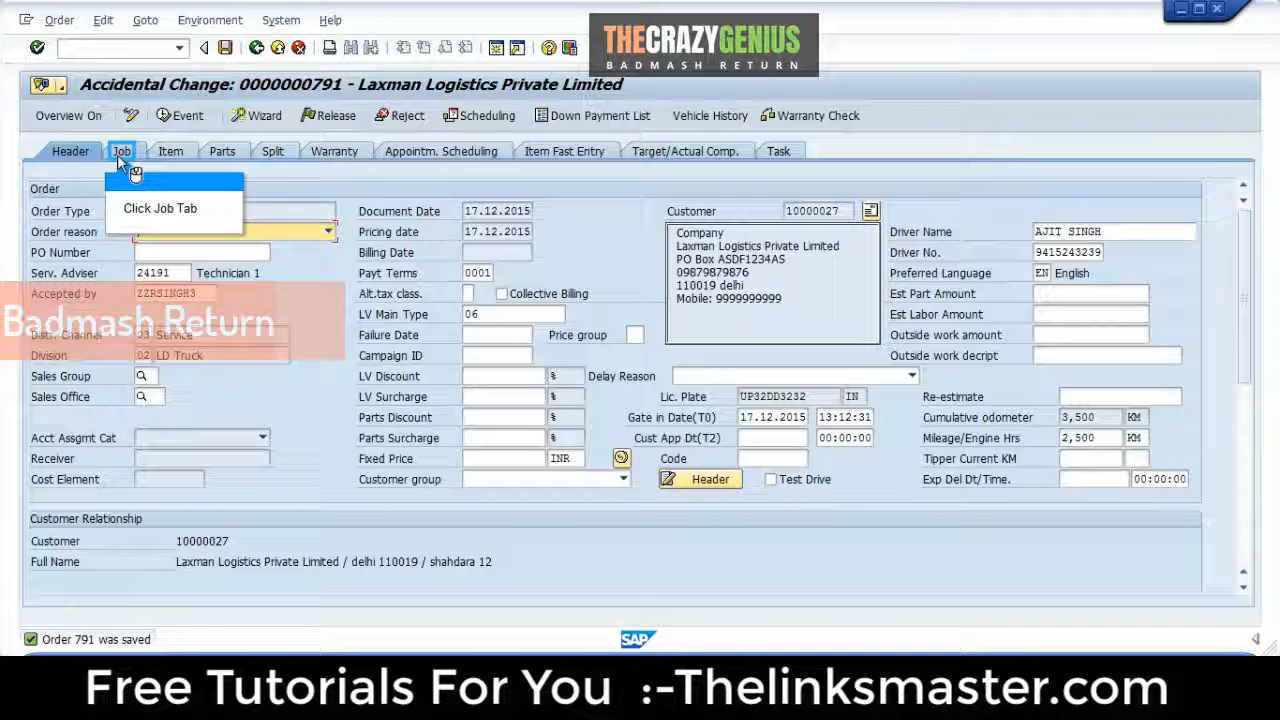 Order Edit Goto Environment System Help
THECRAZYGENIUS
BADMASH RETURN
Accidental Change: 0000000791 - Laxman Logistics Private Limited
Overview On Event Wizard Release Reject Scheduling Down Payment List Vehicle History Warranty Check
Header Job Item Parts Split Warranty Appointm. Scheduling Item Fast Entry Target/Actual Comp. Task
Click Job Tab
Order
Order Type Document Date 17.12.2015 Customer 10000027
Order reason Pricing date 17.12.2015 Company Driver Name AJIT SINGH
PO Number Billing Date Laxman Logistics Private Limited Driver No. 9415243239
Serv. Adviser 24191 Technician 1 Payt Terms 0001 PO Box ASDF1234AS Preferred Language EN English
09879879876
Accepted by ZZRSINGH3 Alt.tax class. Collective Billing 110019 delhi Est Part Amount
Mobile: 9999999999
Badmash Return
LV Main Type 06 Est Labor Amount
Distr. Channel 23 Service Failure Date Price group Outside work amount
Division 02 LD Truck Campaign ID Outside work decript
Sales Group LV Discount % Delay Reason
Sales Office LV Surcharge % Lic. Plate UP32DD3232 IN Re-estimate
Parts Discount % Gate in Date(T0) 17.12.2015 13:12:31 Cumulative odometer 3,500 KM
Acct Assgmt Cat Parts Surcharge % Cust App Dt(T2) 00:00:00 Mileage/Engine Hrs 2,500 KM
Receiver Fixed Price INR Code Tipper Current KM
Cost Element Customer group Header Test Drive Exp Del Dt/Time. 00:00:00
Customer Relationship
Customer 10000027
Full Name Laxman Logistics Private Limited / delhi 110019 / shahdara 12
Order 791 was saved SAP
Free Tutorials For You :-Thelinksmaster.com